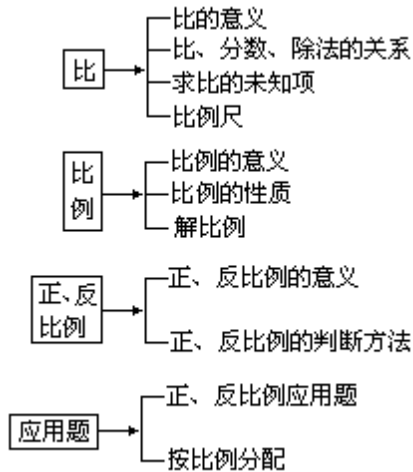 比
比的意义
比、分数、除法的关系
求比的未知项
比例尺
比
例
比例的意义
比例的性质
解比例
正、反
比例
正、反比例的意义
正、反比例的判断方法
应用题
正、反比例应用题
按比例分配